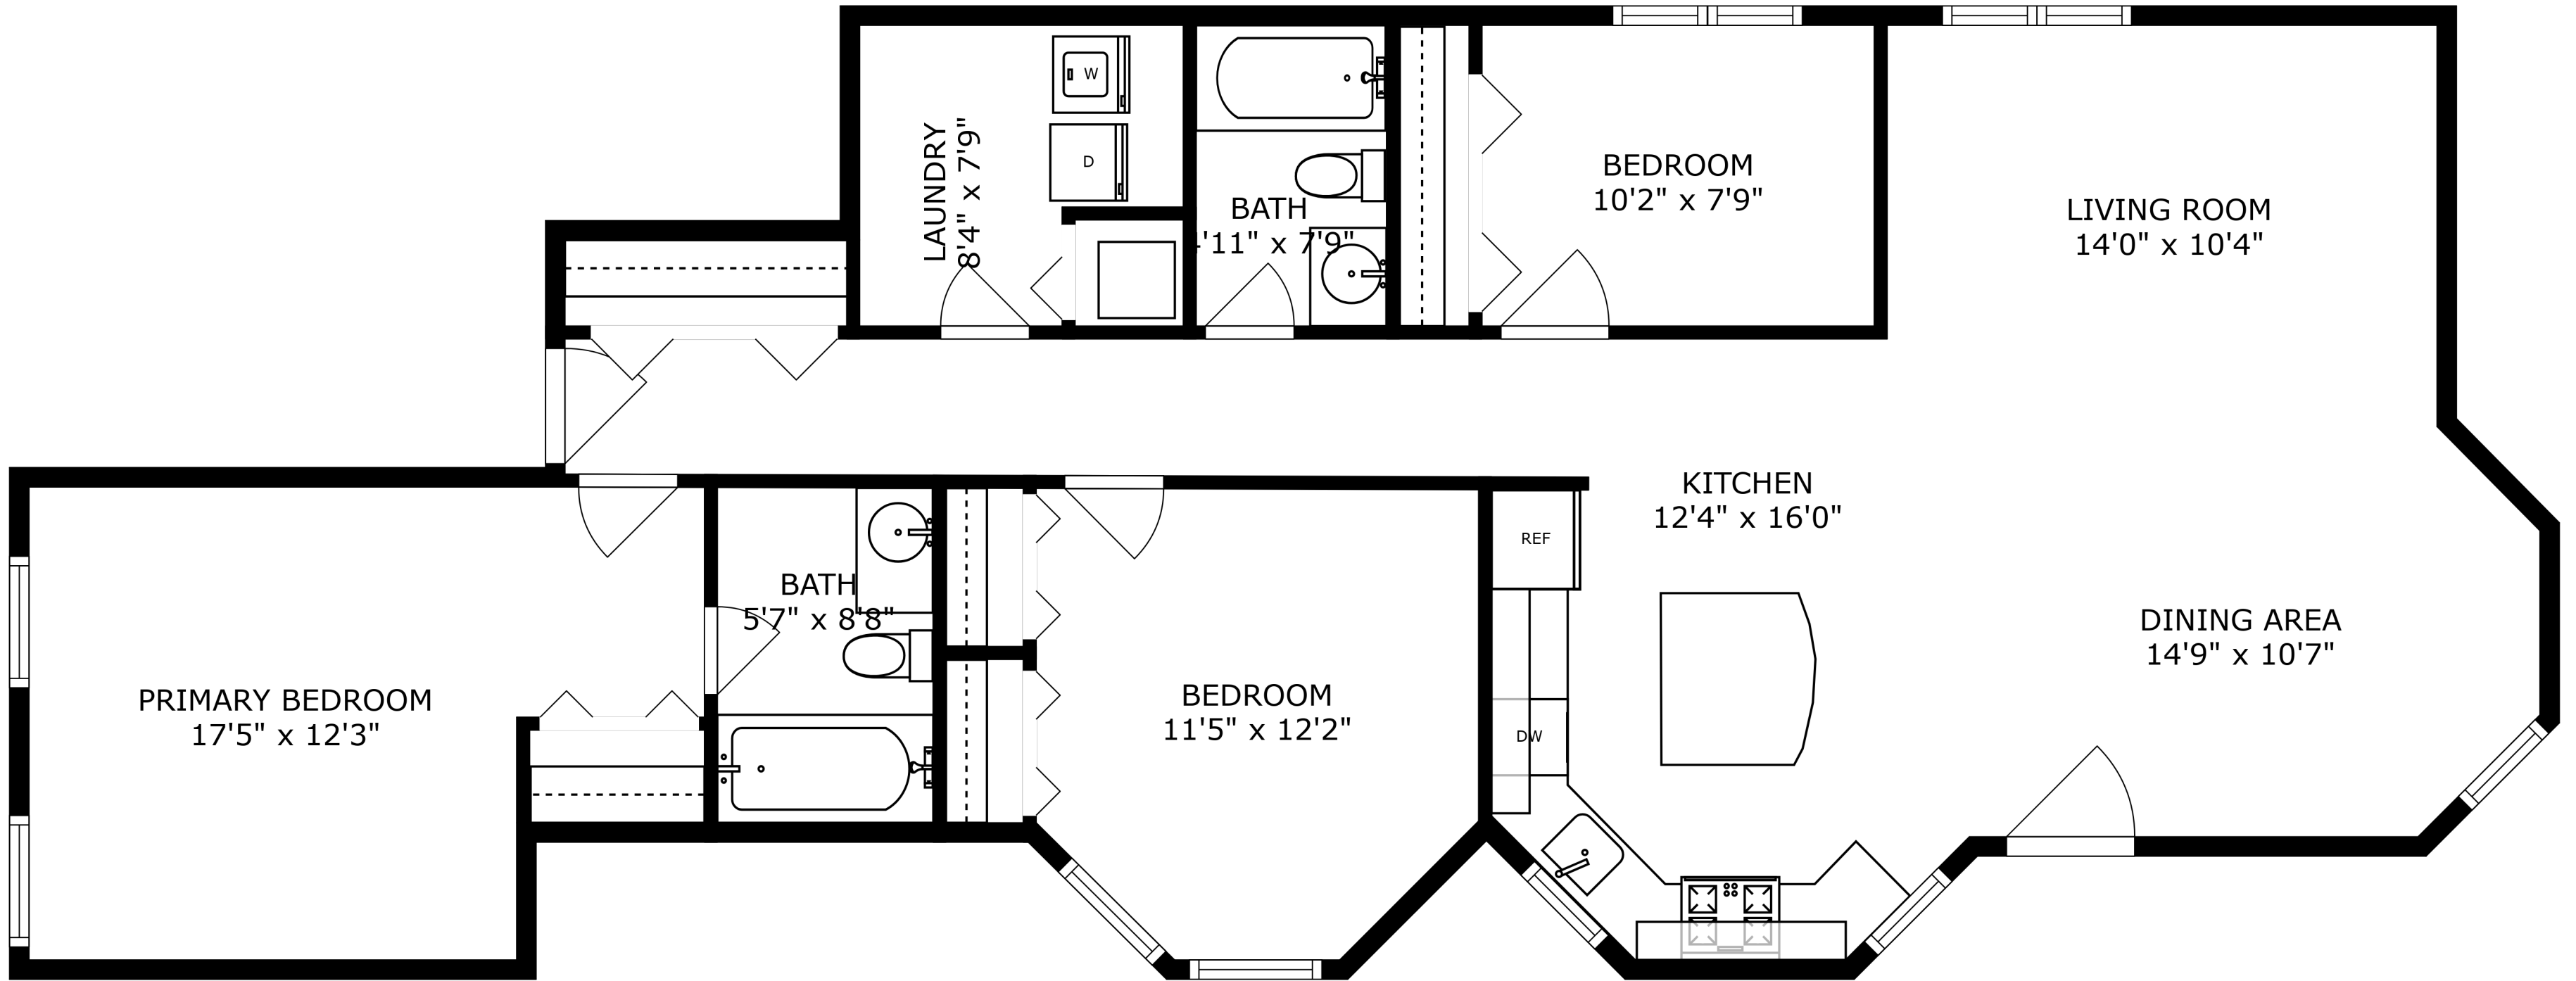 W
D
LAUNDRY
8'4" x 7'9"
BATH
'11" x 7'9"
BEDROOM
10'2" x 7'9"
LIVING ROOM
14'0" x 10'4"
KITCHEN
12'4" x 16'0"
REF
BATH
5'7" x 8'8"
DINING AREA
14'9" x 10'7"
PRIMARY BEDROOM
17'5" x 12'3"
BEDROOM
11'5" x 12'2"
DW